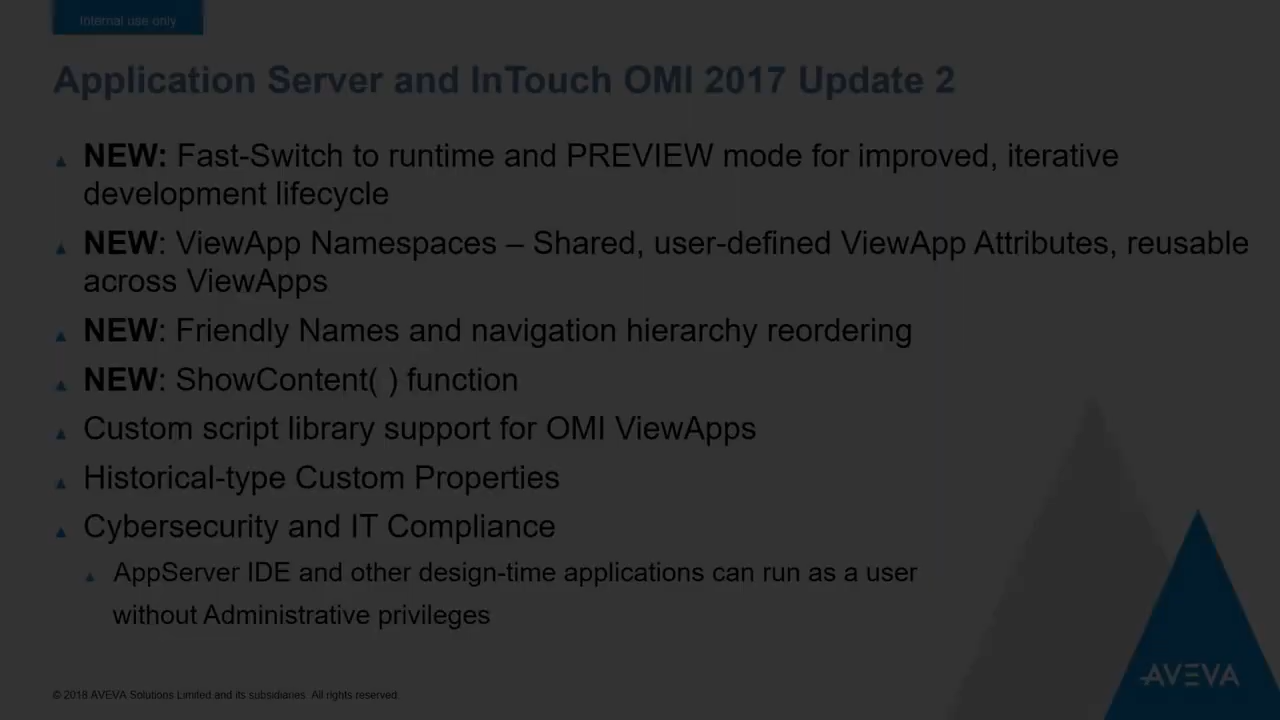 Internal use only
Application Server and InTouch OMI 2017 Update 2
NEW: Fast-Switch to runtime and PREVIEW mode for improved, iterative
development lifecycle
NEW: ViewApp Namespaces – Shared, user-defined ViewApp Attributes, reusable
across ViewApps
NEW: Friendly Names and navigation hierarchy reordering
NEW: ShowContent( ) function
Custom script library support for OMI ViewApps
Historical-type Custom Properties
Cybersecurity and IT Compliance
AppServer IDE and other design-time applications can run as a user
without Administrative privileges
© 2018 AVEVA Solutions Limited and its subsidiaries. All rights reserved.
AVEVA